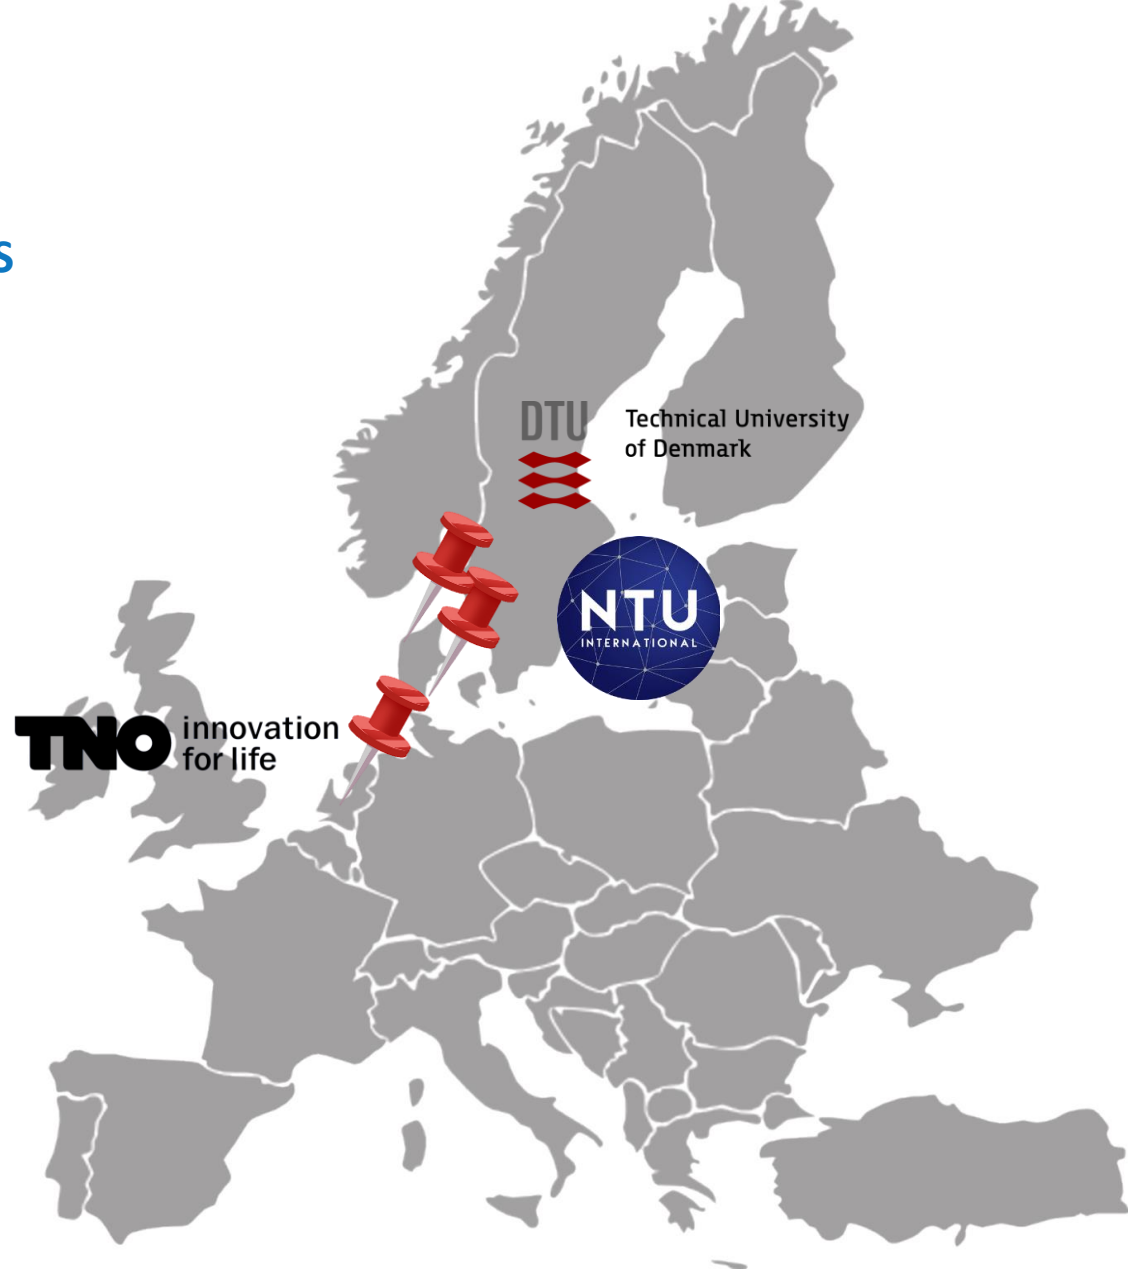 s
DTU
Technical University
of Denmark
NTU
INTERNATIONAL
TNO
innovation
for life